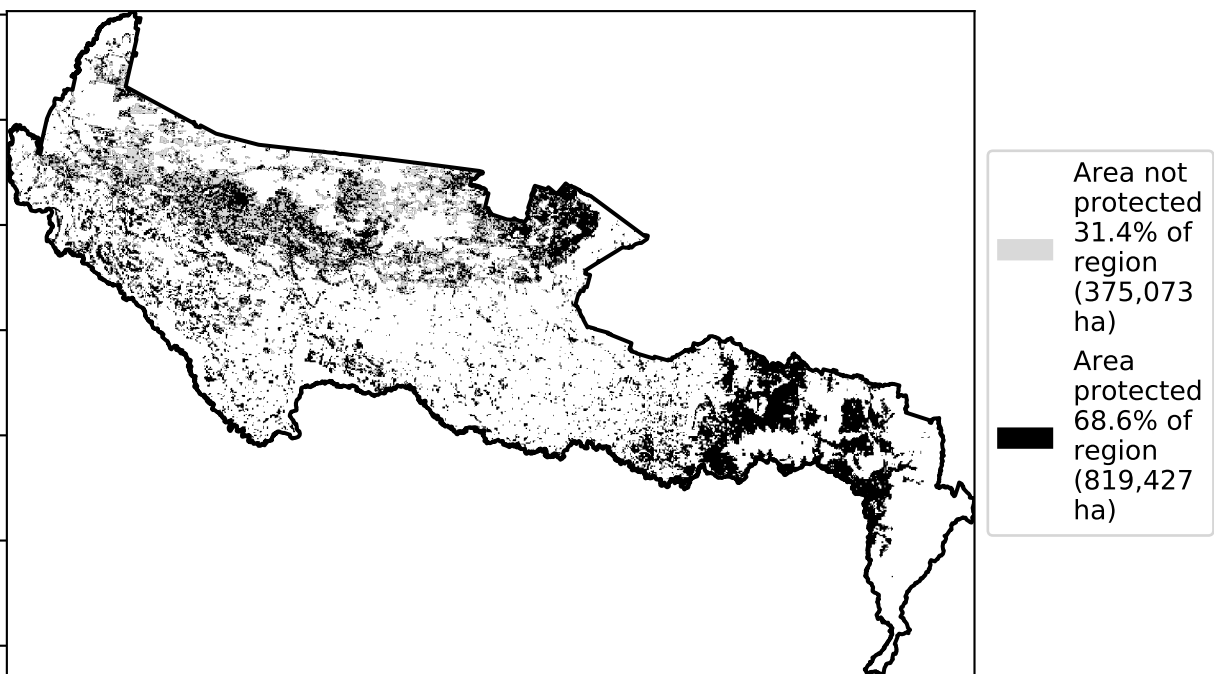 Area not
protected
31.4% of
region
(375,073
ha)
Area
protected
68.6% of
region
(819,427
ha)